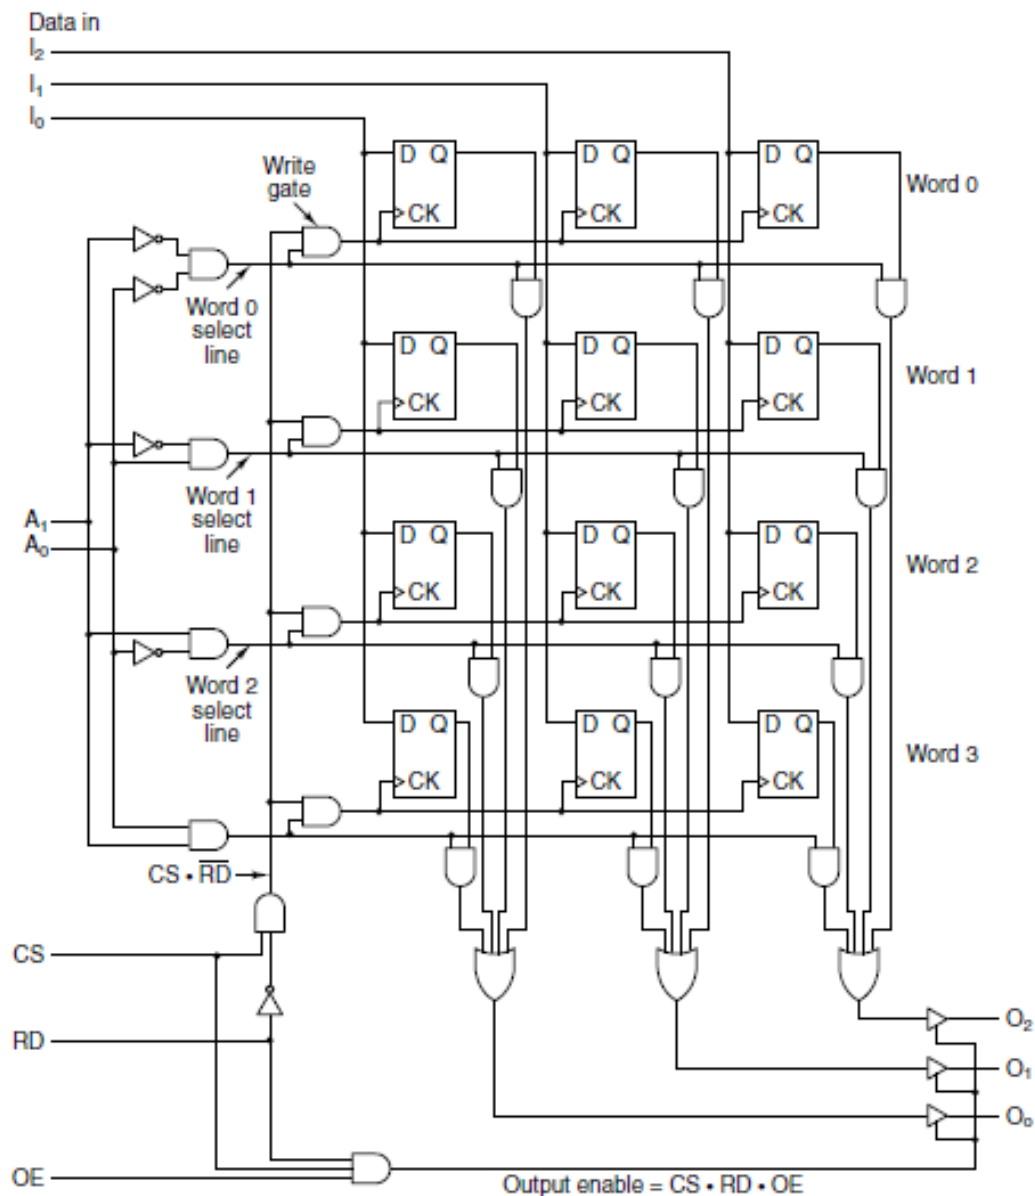 Data in
I₂
I₁
I₀
Write
gate
D Q
CK
D Q
CK
D Q
CK
Word 0
Word 0
select
line
D Q
CK
D Q
CK
D Q
CK
Word 1
Word 1
select
line
A₁
A₀
D Q
CK
D Q
CK
D Q
CK
Word 2
Word 2
select
line
D Q
CK
D Q
CK
D Q
CK
Word 3
CS • R̅D̅
CS
RD
OE
O₂
O₁
O₀
Output enable = CS • RD • OE